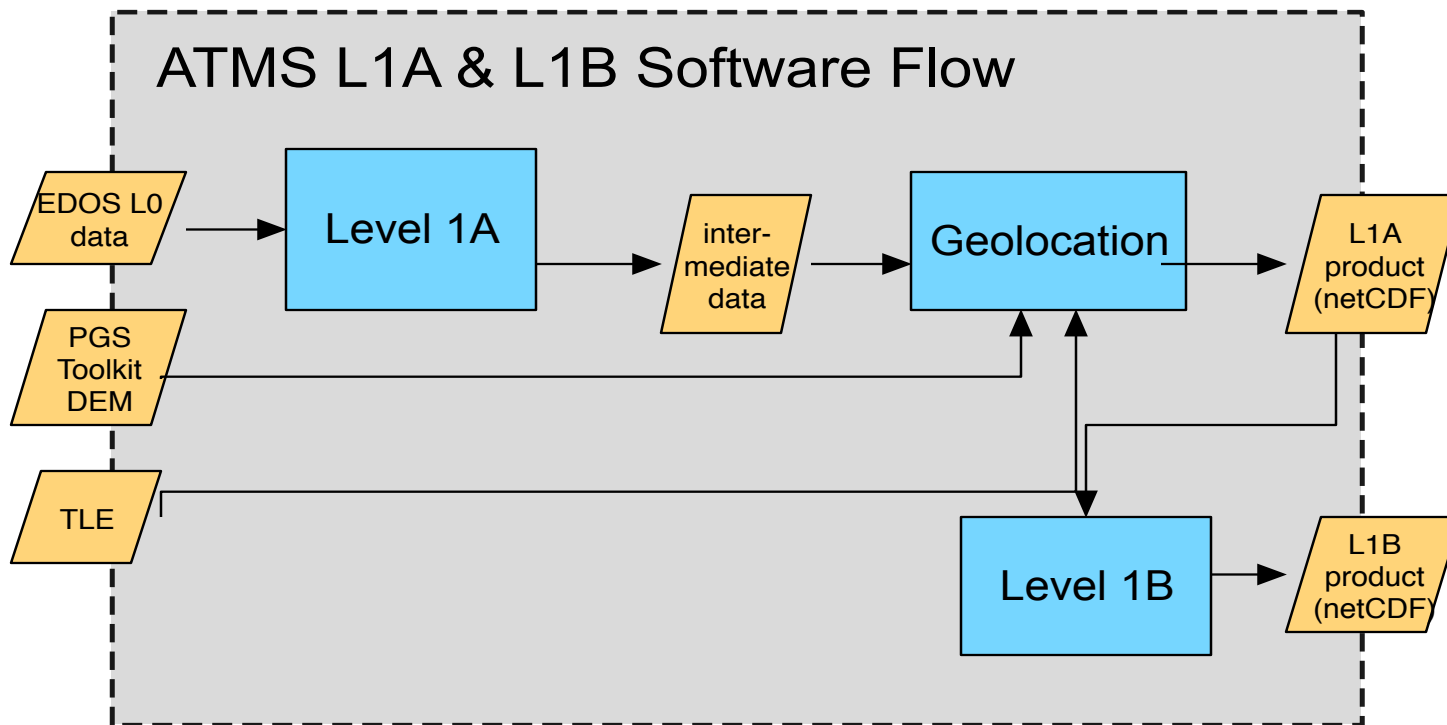 ATMS L1A & L1B Software Flow
EDOS L0
data
Level 1A
inter-
mediate
data
Geolocation
L1A
product
(netCDF)
PGS
Toolkit
DEM
TLE
Level 1B
L1B
product
(netCDF)